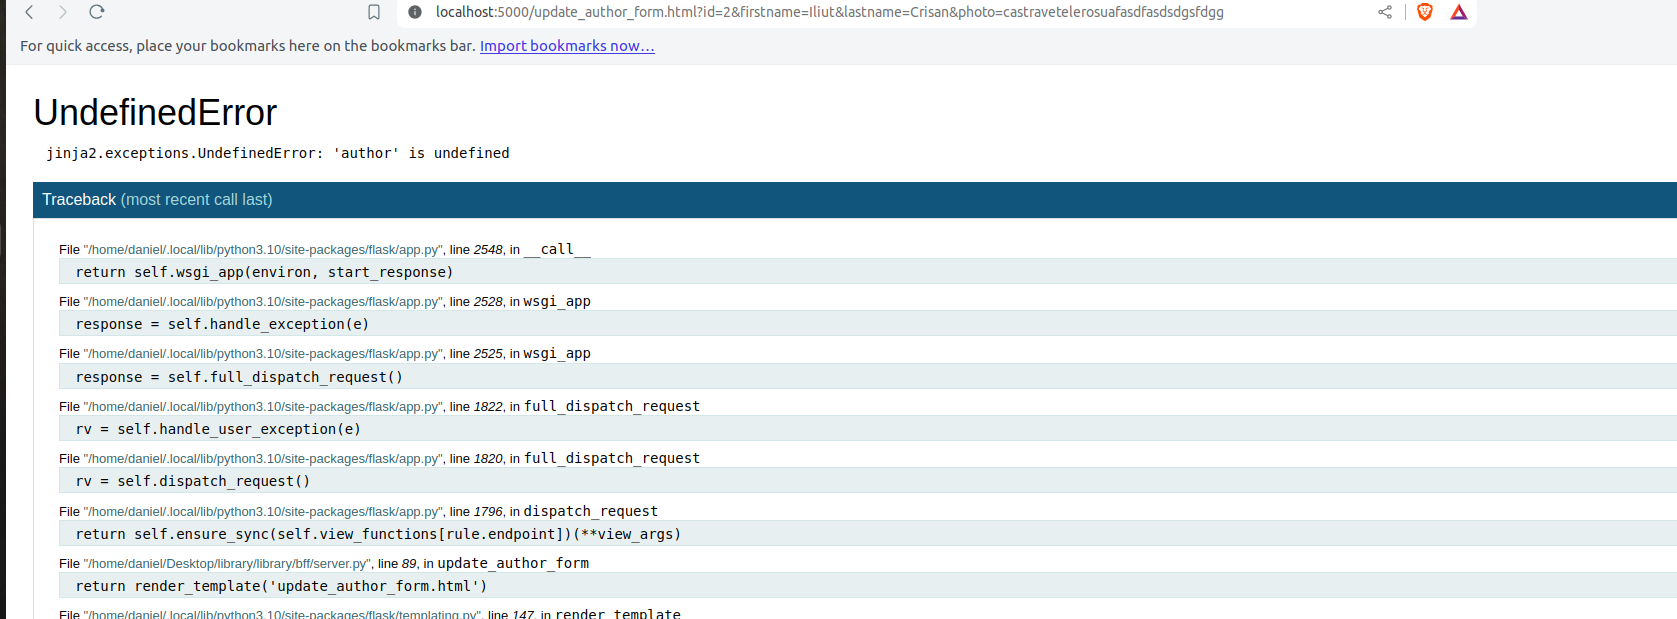 localhost:5000/update_author_form.html?id=2&firstname=Iliut&lastname=Crisan&photo=castravetelerosuafasdfasdsdgsfdgg
For quick access, place your bookmarks here on the bookmarks bar. Import bookmarks now...
UndefinedError
jinja2.exceptions.UndefinedError: 'author' is undefined
Traceback (most recent call last)
File "/home/daniel/.local/lib/python3.10/site-packages/flask/app.py", line 2548, in __call__
return self.wsgi_app(environ, start_response)
File "/home/daniel/.local/lib/python3.10/site-packages/flask/app.py", line 2528, in wsgi_app
response = self.handle_exception(e)
File "/home/daniel/.local/lib/python3.10/site-packages/flask/app.py", line 2525, in wsgi_app
response = self.full_dispatch_request()
File "/home/daniel/.local/lib/python3.10/site-packages/flask/app.py", line 1822, in full_dispatch_request
rv = self.handle_user_exception(e)
File "/home/daniel/.local/lib/python3.10/site-packages/flask/app.py", line 1820, in full_dispatch_request
rv = self.dispatch_request()
File "/home/daniel/.local/lib/python3.10/site-packages/flask/app.py", line 1796, in dispatch_request
return self.ensure_sync(self.view_functions[rule.endpoint])(**view_args)
File "/home/daniel/Desktop/library/library/bff/server.py", line 89, in update_author_form
return render_template('update_author_form.html')
File "/home/daniel/.local/lib/python3.10/site-packages/flask/templating.py", line 147, in render_template